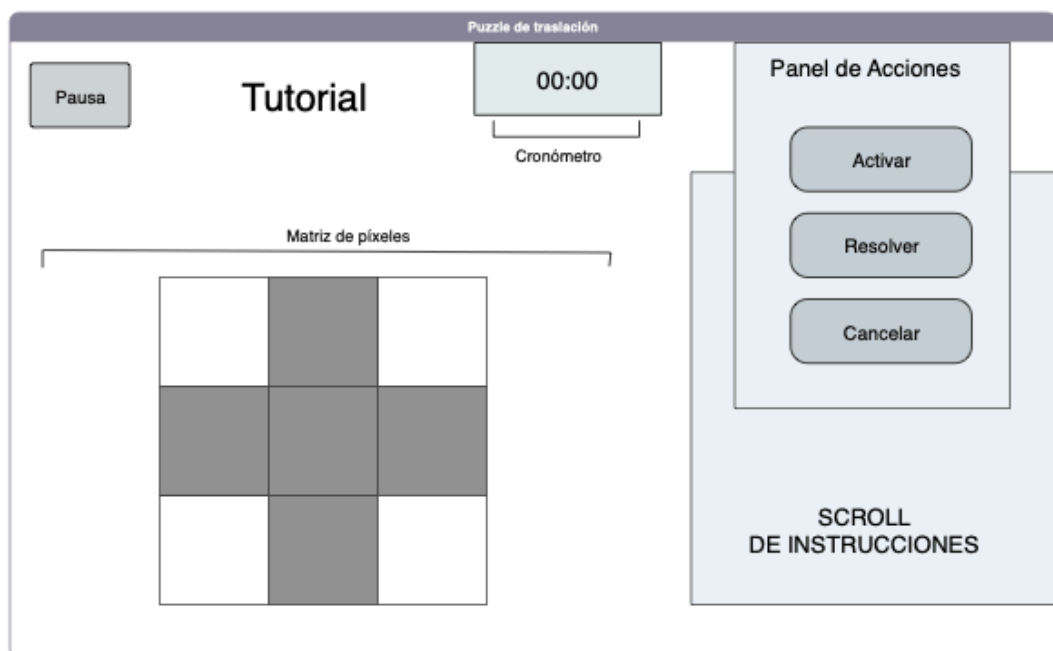 Puzzle de traslación
Pausa
Tutorial
00:00
Cronómetro
Panel de Acciones
Activar
Resolver
Cancelar
Matriz de píxeles
SCROLL
DE INSTRUCCIONES